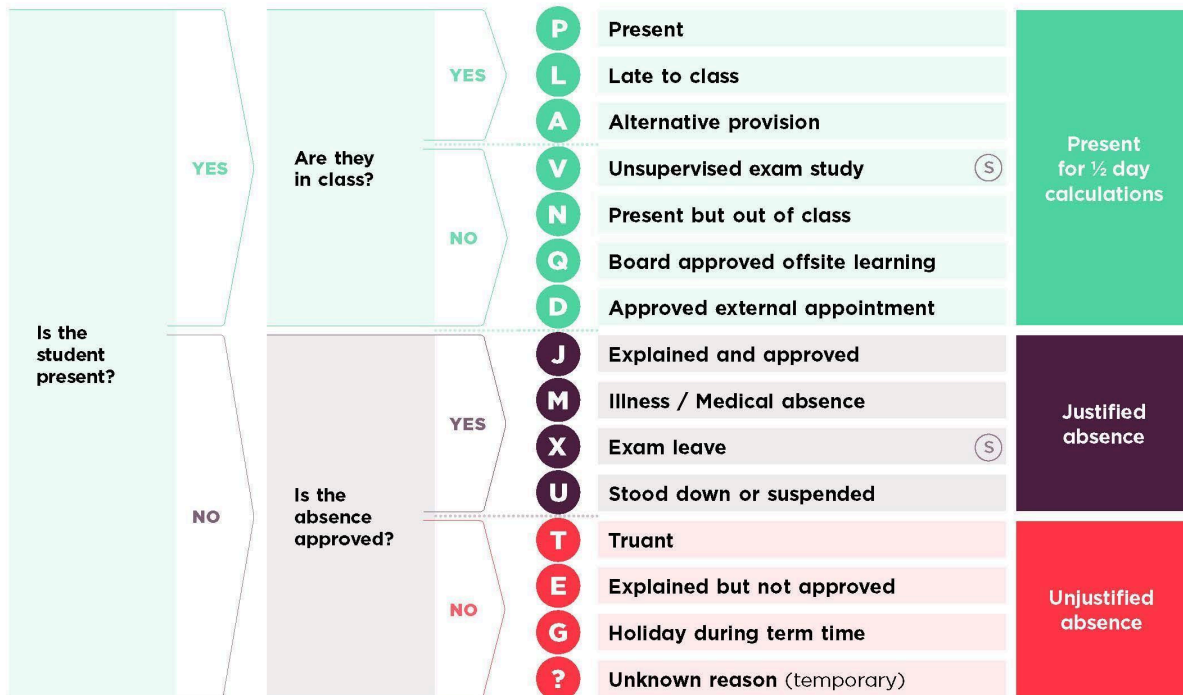 Is the
student
present?
YES
NO
Are they
in class?
YES
NO
Is the
absence
approved?
YES
NO
P Present
L Late to class
A Alternative provision
V Unsupervised exam study S
N Present but out of class
Q Board approved offsite learning
D Approved external appointment
J Explained and approved
M Illness / Medical absence
X Exam leave S
U Stood down or suspended
T Truant
E Explained but not approved
G Holiday during term time
? Unknown reason (temporary)
Present
for ½ day
calculations
Justified
absence
Unjustified
absence